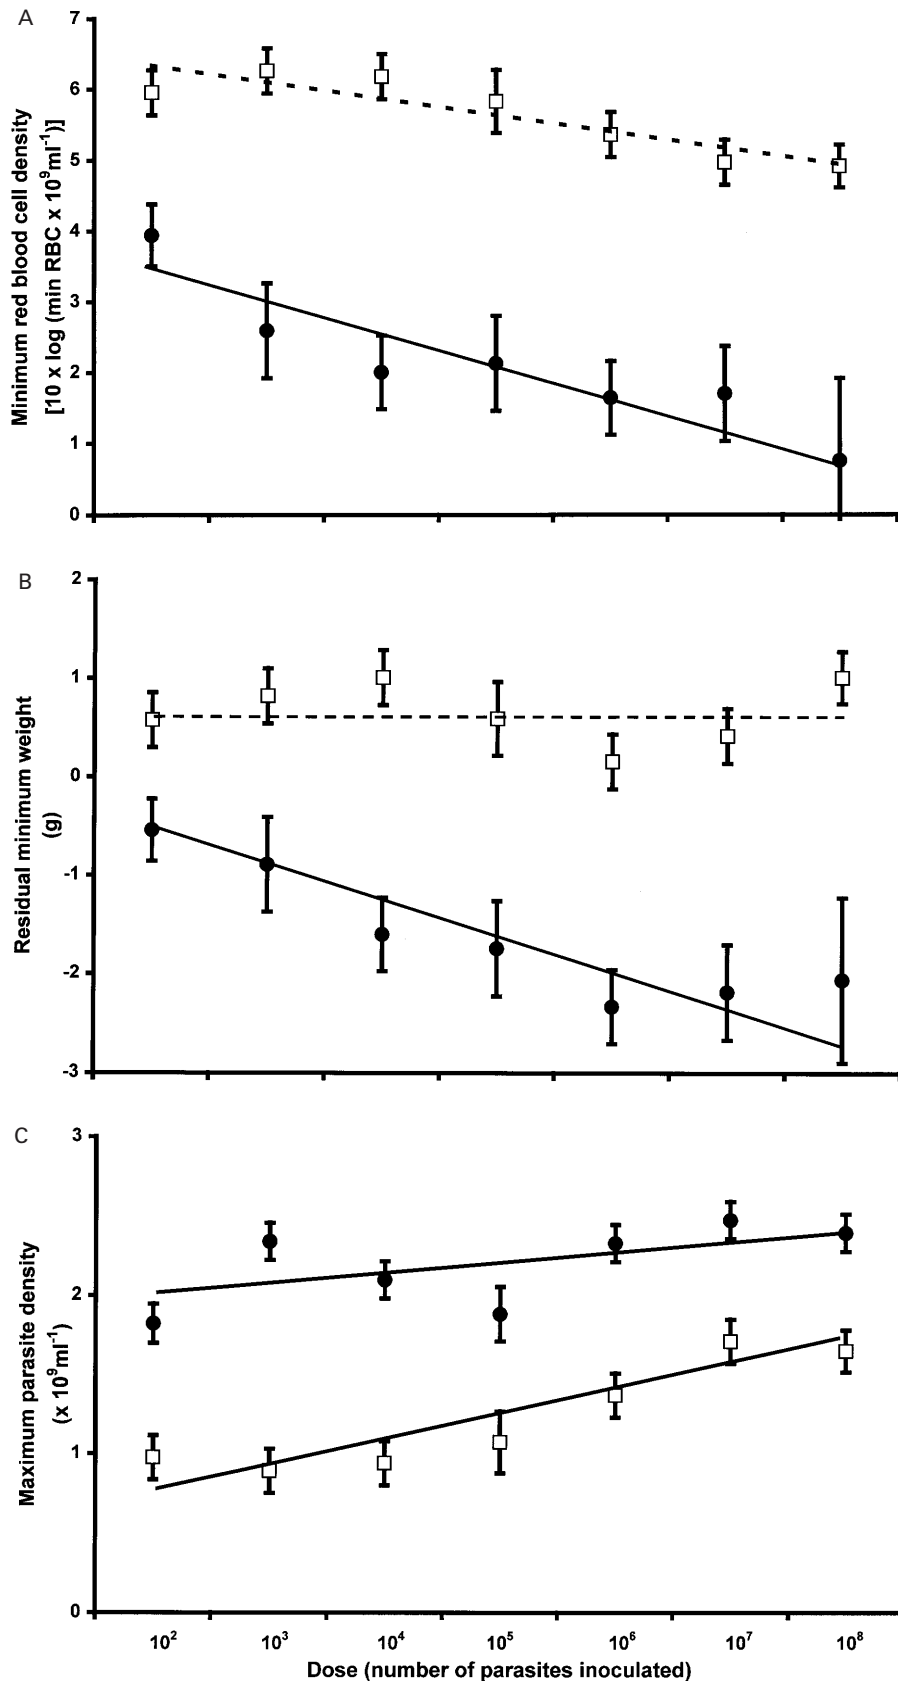 A
7
6
5
4
3
2
1
0
Minimum red blood cell density
[10 x log (min RBC x 10⁹ml⁻¹)]
B
2
1
0
-1
-2
-3
Residual minimum weight
(g)
C
3
2
1
0
Maximum parasite density
(x 10⁹ml⁻¹)
10² 10³ 10⁴ 10⁵ 10⁶ 10⁷ 10⁸
Dose (number of parasites inoculated)